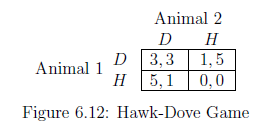 Animal 2
D H
Animal 1 D 3, 3 1, 5
H 5, 1 0, 0
Figure 6.12: Hawk-Dove Game